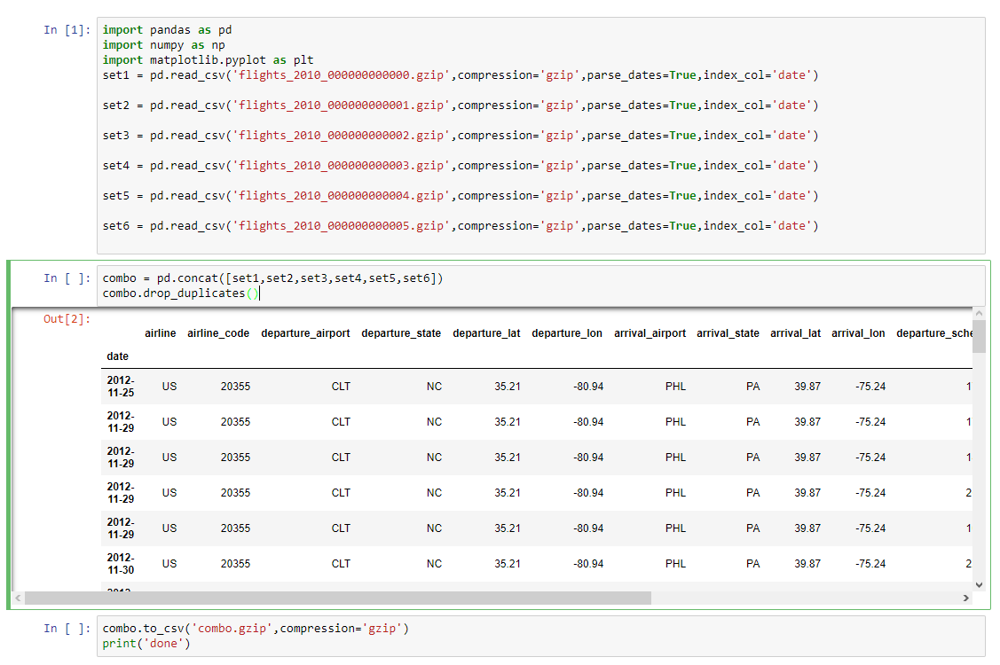 In [1]:
import pandas as pd
import numpy as np
import matplotlib.pyplot as plt
set1 = pd.read_csv('flights_2010_000000000000.gzip',compression='gzip',parse_dates=True,index_col='date')
set2 = pd.read_csv('flights_2010_000000000001.gzip',compression='gzip',parse_dates=True,index_col='date')
set3 = pd.read_csv('flights_2010_000000000002.gzip',compression='gzip',parse_dates=True,index_col='date')
set4 = pd.read_csv('flights_2010_000000000003.gzip',compression='gzip',parse_dates=True,index_col='date')
set5 = pd.read_csv('flights_2010_000000000004.gzip',compression='gzip',parse_dates=True,index_col='date')
set6 = pd.read_csv('flights_2010_000000000005.gzip',compression='gzip',parse_dates=True,index_col='date')
In [ ]:
combo = pd.concat([set1,set2,set3,set4,set5,set6])
combo.drop_duplicates()
Out[2]:
airline airline_code departure_airport departure_state departure_lat departure_lon arrival_airport arrival_state arrival_lat arrival_lon departure_sche
date
2012-
11-25 US 20355 CLT NC 35.21 -80.94 PHL PA 39.87 -75.24 1
2012-
11-29 US 20355 CLT NC 35.21 -80.94 PHL PA 39.87 -75.24 1
2012-
11-29 US 20355 CLT NC 35.21 -80.94 PHL PA 39.87 -75.24 1
2012-
11-29 US 20355 CLT NC 35.21 -80.94 PHL PA 39.87 -75.24 2
2012-
11-29 US 20355 CLT NC 35.21 -80.94 PHL PA 39.87 -75.24 1
2012-
11-30 US 20355 CLT NC 35.21 -80.94 PHL PA 39.87 -75.24 2
In [ ]:
combo.to_csv('combo.gzip',compression='gzip')
print('done')